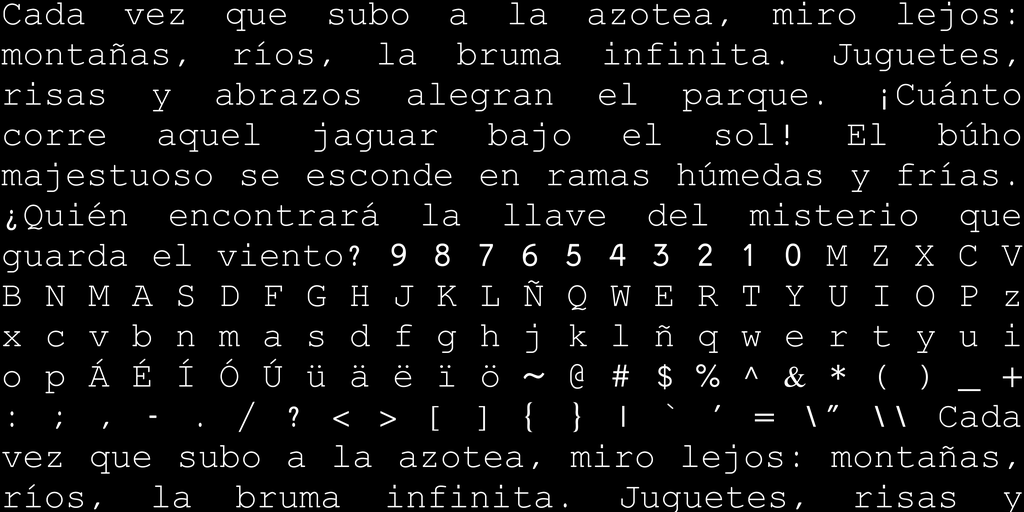 Cada vez que subo a la azotea, miro lejos:
montañas, ríos, la bruma infinita. Juguetes,
risas y abrazos alegran el parque. ¡Cuánto
corre aquel jaguar bajo el sol! El búho
majestuoso se esconde en ramas húmedas y frías.
¿Quién encontrará la llave del misterio que
guarda el viento? 9 8 7 6 5 4 3 2 1 0 M Z X C V
B N M A S D F G H J K L Ñ Q W E R T Y U I O P z
x c v b n m a s d f g h j k l ñ q w e r t y u i
o p Á É Í Ó Ú ü ä ë ï ö ~ @ # $ % ^ & * ( ) _ +
: ; , - . / ? < > [ ] { } | ` ' = \" \\ Cada
vez que subo a la azotea, miro lejos: montañas,
ríos, la bruma infinita. Juguetes, risas y